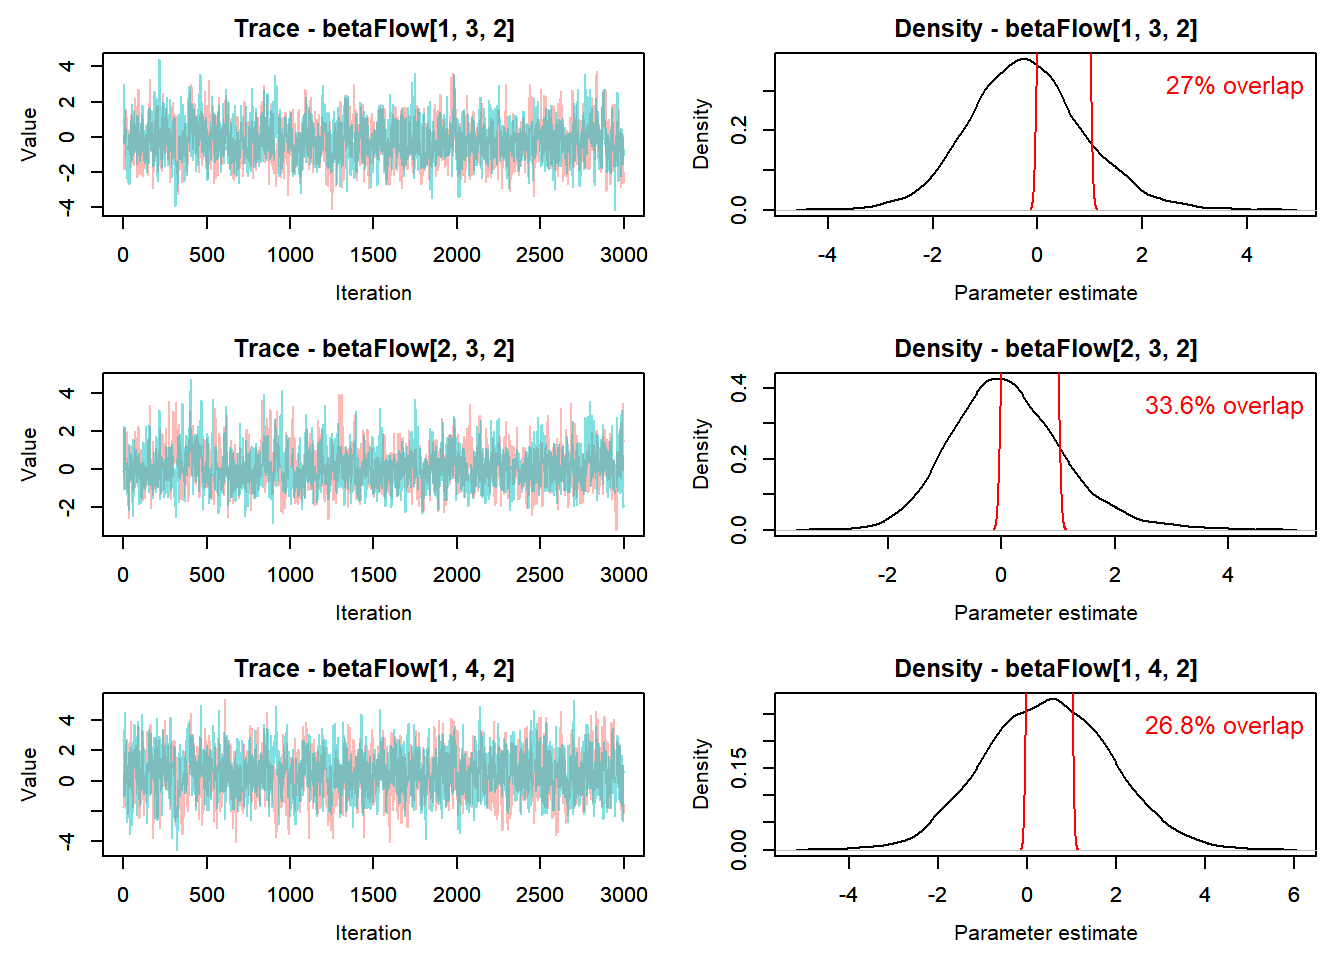 Trace - betaFlow[1, 3, 2]
Value
4
2
0
-2
-4
0 500 1000 1500 2000 2500 3000
Iteration
Density - betaFlow[1, 3, 2]
27% overlap
Density
0.2
0.0
-4 -2 0 2 4
Parameter estimate
Trace - betaFlow[2, 3, 2]
Value
4
2
0
-2
0 500 1000 1500 2000 2500 3000
Iteration
Density - betaFlow[2, 3, 2]
33.6% overlap
Density
0.4
0.2
0.0
-2 0 2 4
Parameter estimate
Trace - betaFlow[1, 4, 2]
Value
4
2
0
-4
0 500 1000 1500 2000 2500 3000
Iteration
Density - betaFlow[1, 4, 2]
26.8% overlap
Density
0.15
0.00
-4 -2 0 2 4 6
Parameter estimate